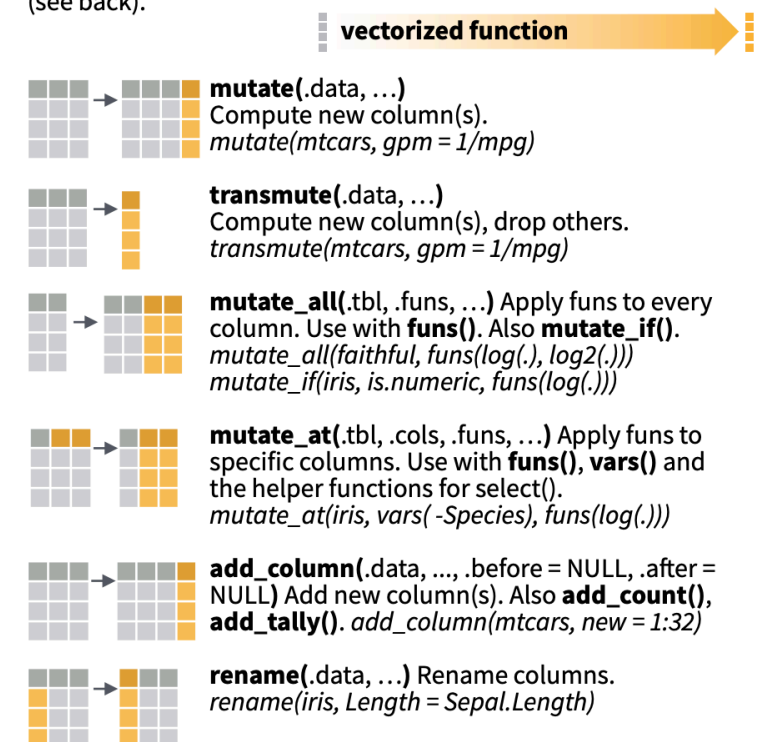 (see back).
vectorized function
mutate(.data, …)
Compute new column(s).
mutate(mtcars, gpm = 1/mpg)
transmute(.data, …)
Compute new column(s), drop others.
transmute(mtcars, gpm = 1/mpg)
mutate_all(.tbl, .funs, …) Apply funs to every
column. Use with funs(). Also mutate_if().
mutate_all(faithful, funs(log(.), log2(.)))
mutate_if(iris, is.numeric, funs(log(.)))
mutate_at(.tbl, .cols, .funs, …) Apply funs to
specific columns. Use with funs(), vars() and
the helper functions for select().
mutate_at(iris, vars( -Species), funs(log(.)))
add_column(.data, ..., .before = NULL, .after =
NULL) Add new column(s). Also add_count(),
add_tally(). add_column(mtcars, new = 1:32)
rename(.data, …) Rename columns.
rename(iris, Length = Sepal.Length)